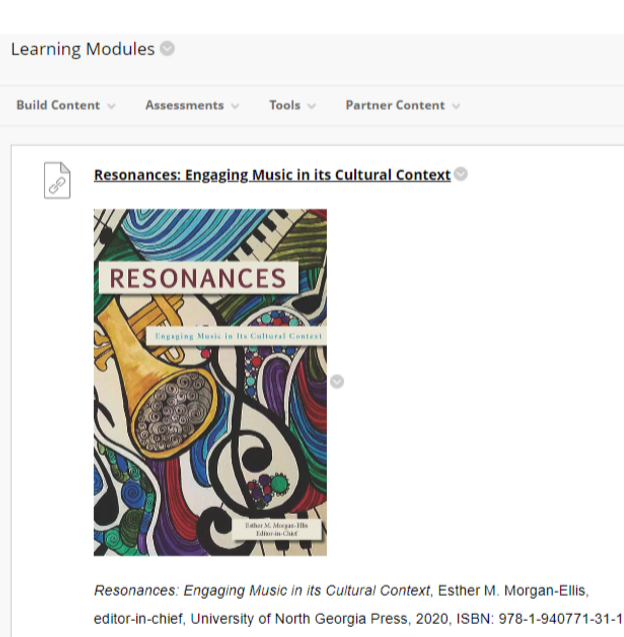 Learning Modules
Build Content Assessments Tools Partner Content
Resonances: Engaging Music in its Cultural Context
RESONANCES
Engaging Music in Its Cultural Context
Esther M. Morgan-Ellis
Editor-in-Chief
Resonances: Engaging Music in its Cultural Context, Esther M. Morgan-Ellis,
editor-in-chief, University of North Georgia Press, 2020, ISBN: 978-1-940771-31-1